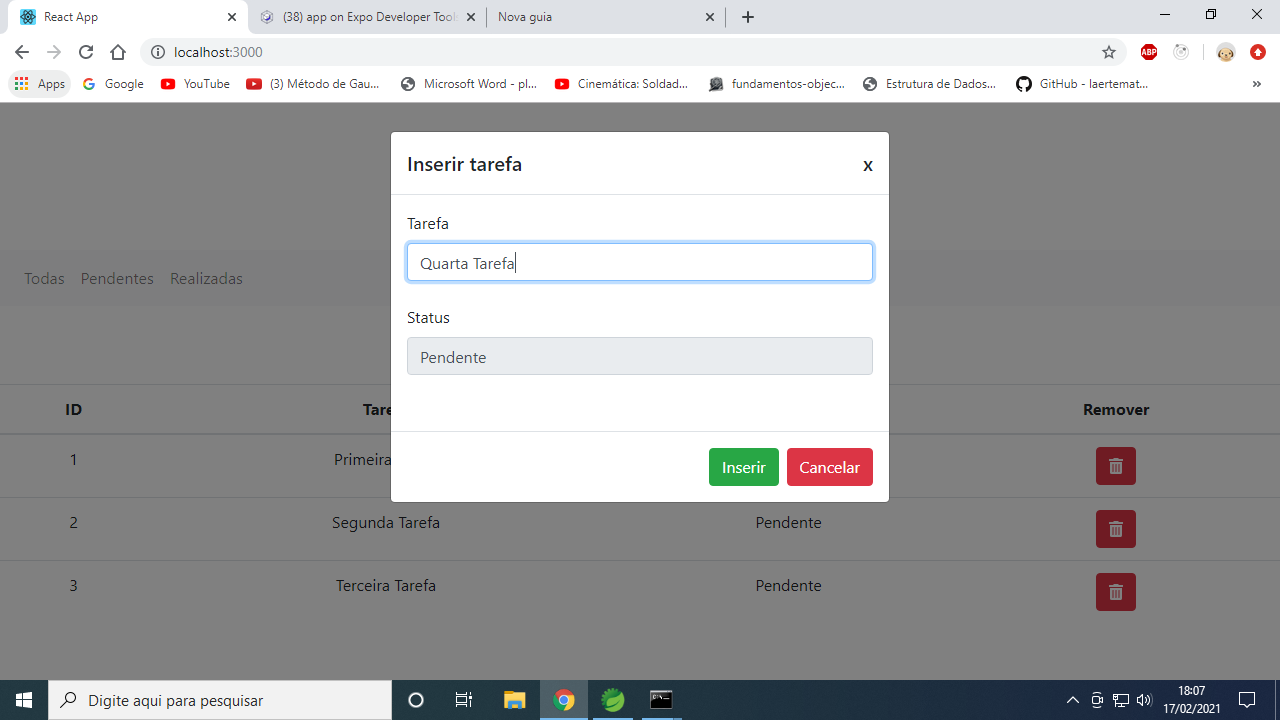 React App
(38) app on Expo Developer Tools
Nova guia
localhost:3000
ABP
Apps
Google
YouTube
(3) Método de Gau...
Microsoft Word - pl...
Cinemática: Soldad...
fundamentos-objec...
Estrutura de Dados...
GitHub - laertemat...
»
Inserir tarefa
x
Tarefa
Quarta Tarefa
Status
Pendente
Inserir
Cancelar
Todas
Pendentes
Realizadas
ID
Tare
Remover
1
Primeira
2
Segunda Tarefa
Pendente
3
Terceira Tarefa
Pendente
Digite aqui para pesquisar
18:07
17/02/2021